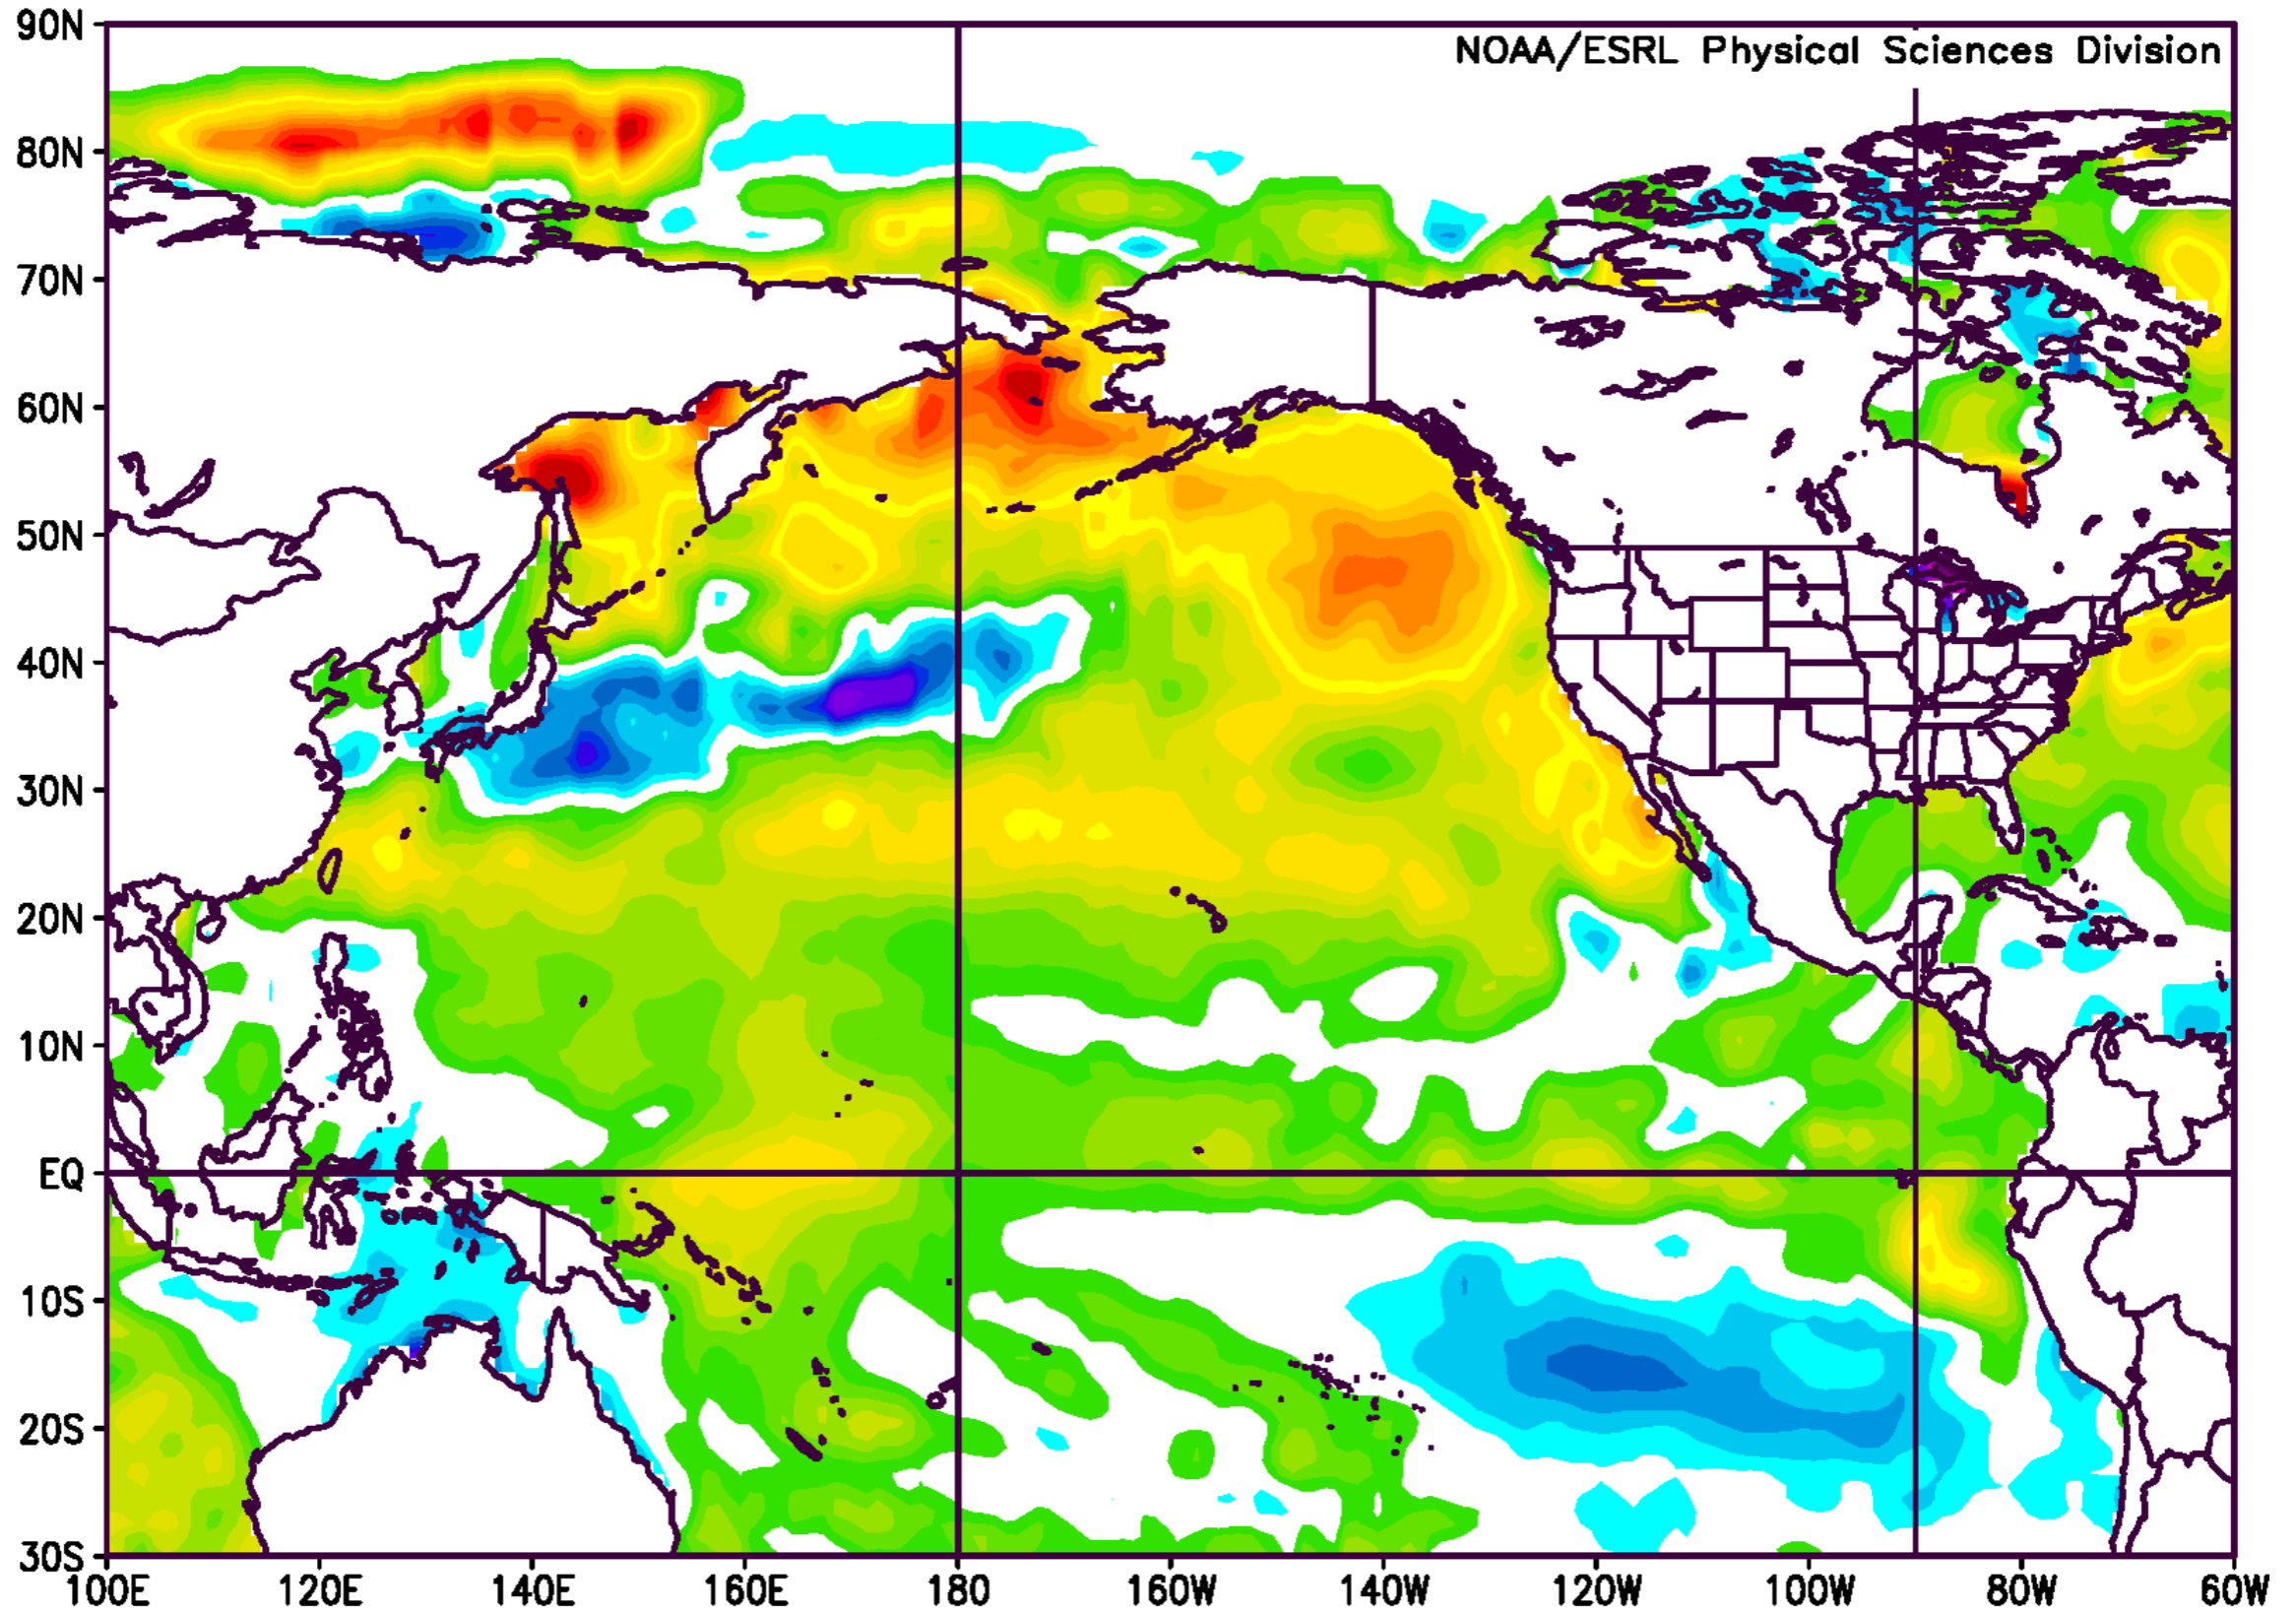 90N
NOAA/ESRL Physical Sciences Division
80N
70N
60N
50N
40N
30N
20N
10N
EQ
10S
20S
30S
100E 120E 140E 160E 180 160W 140W 120W 100W 80W 60W